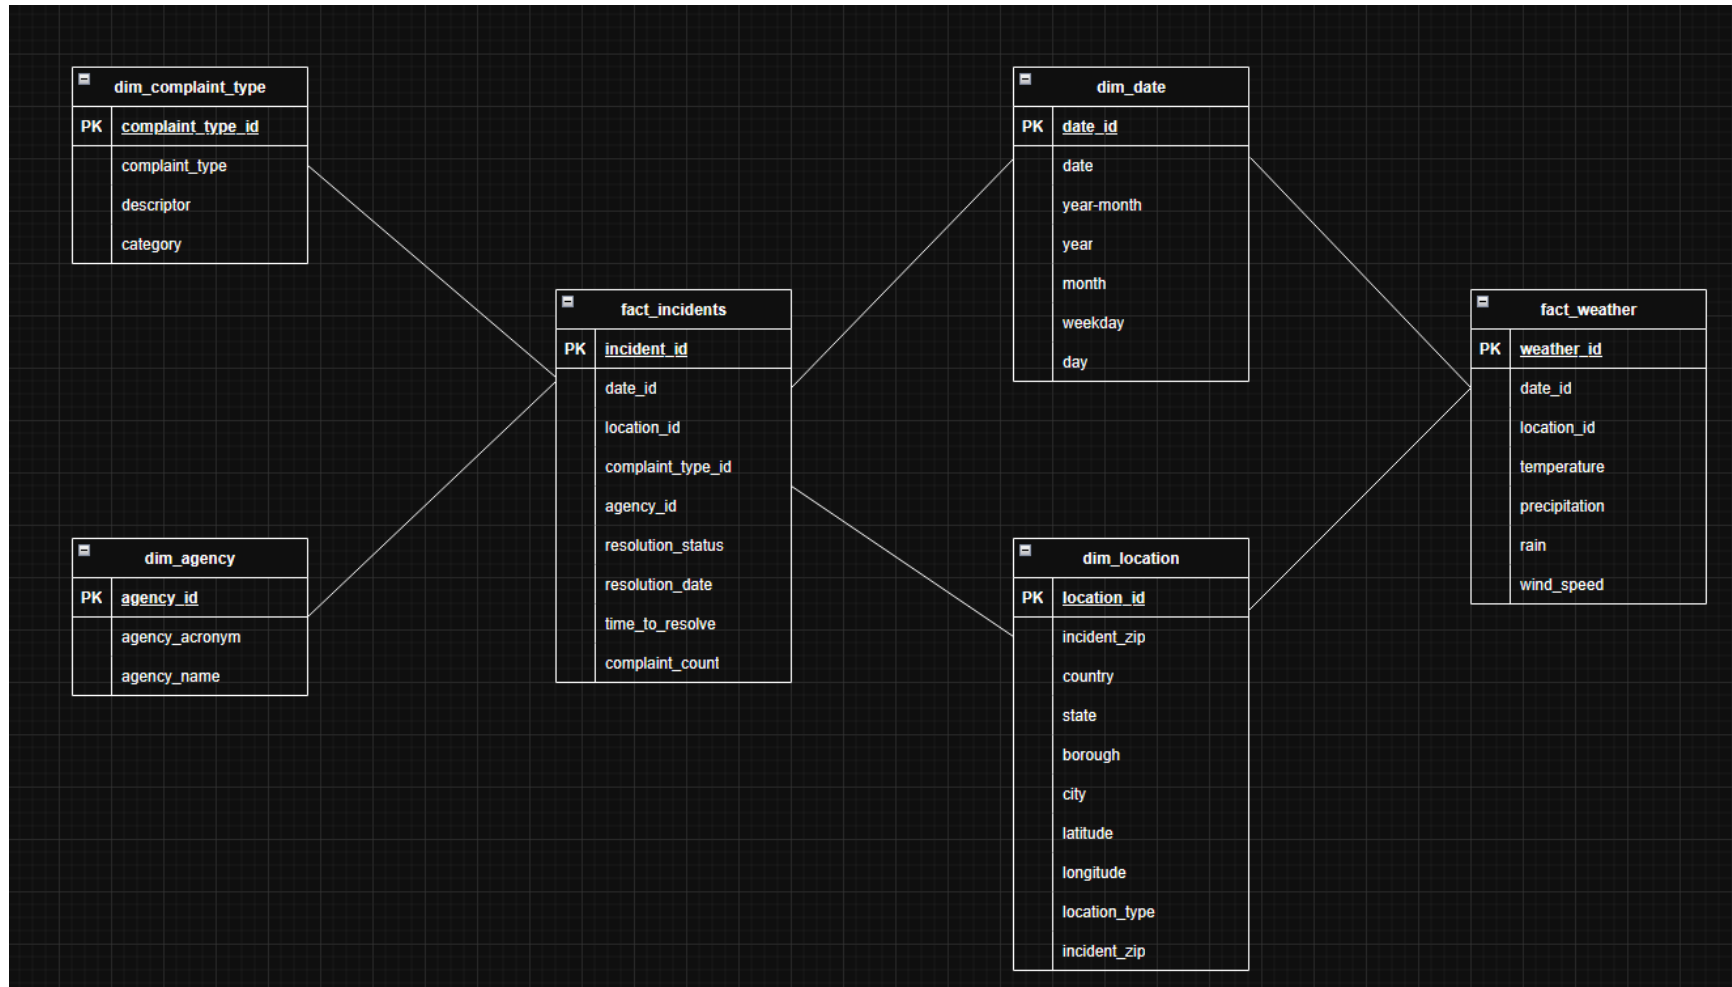 dim_complaint_type
PK complaint_type_id
complaint_type
descriptor
category
dim_agency
PK agency_id
agency_acronym
agency_name
fact_incidents
PK incident_id
date_id
location_id
complaint_type_id
agency_id
resolution_status
resolution_date
time_to_resolve
complaint_count
dim_date
PK date_id
date
year-month
year
month
weekday
day
dim_location
PK location_id
incident_zip
country
state
borough
city
latitude
longitude
location_type
incident_zip
fact_weather
PK weather_id
date_id
location_id
temperature
precipitation
rain
wind_speed